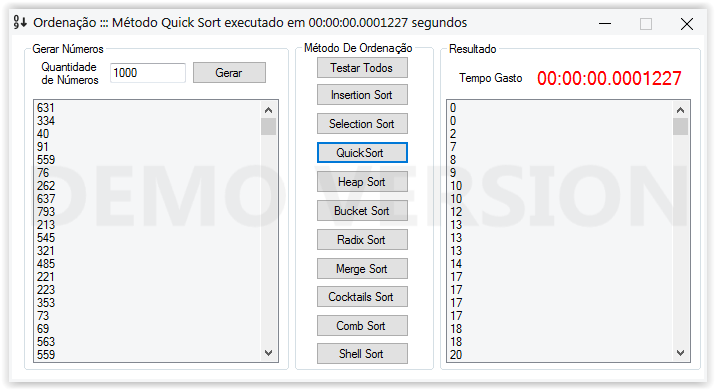 Ordenação ::: Método Quick Sort executado em 00:00:00.0001227 segundos
Gerar Números
Quantidade
de Números
1000
Gerar
631
334
40
91
559
76
262
637
793
213
545
321
485
221
223
353
73
69
563
559
Método De Ordenação
Testar Todos
Insertion Sort
Selection Sort
QuickSort
Heap Sort
Bucket Sort
Radix Sort
Merge Sort
Cocktails Sort
Comb Sort
Shell Sort
Resultado
Tempo Gasto 00:00:00.0001227
0
0
2
7
8
9
10
10
12
13
13
14
17
17
17
17
17
18
18
20
DEMO VERSION